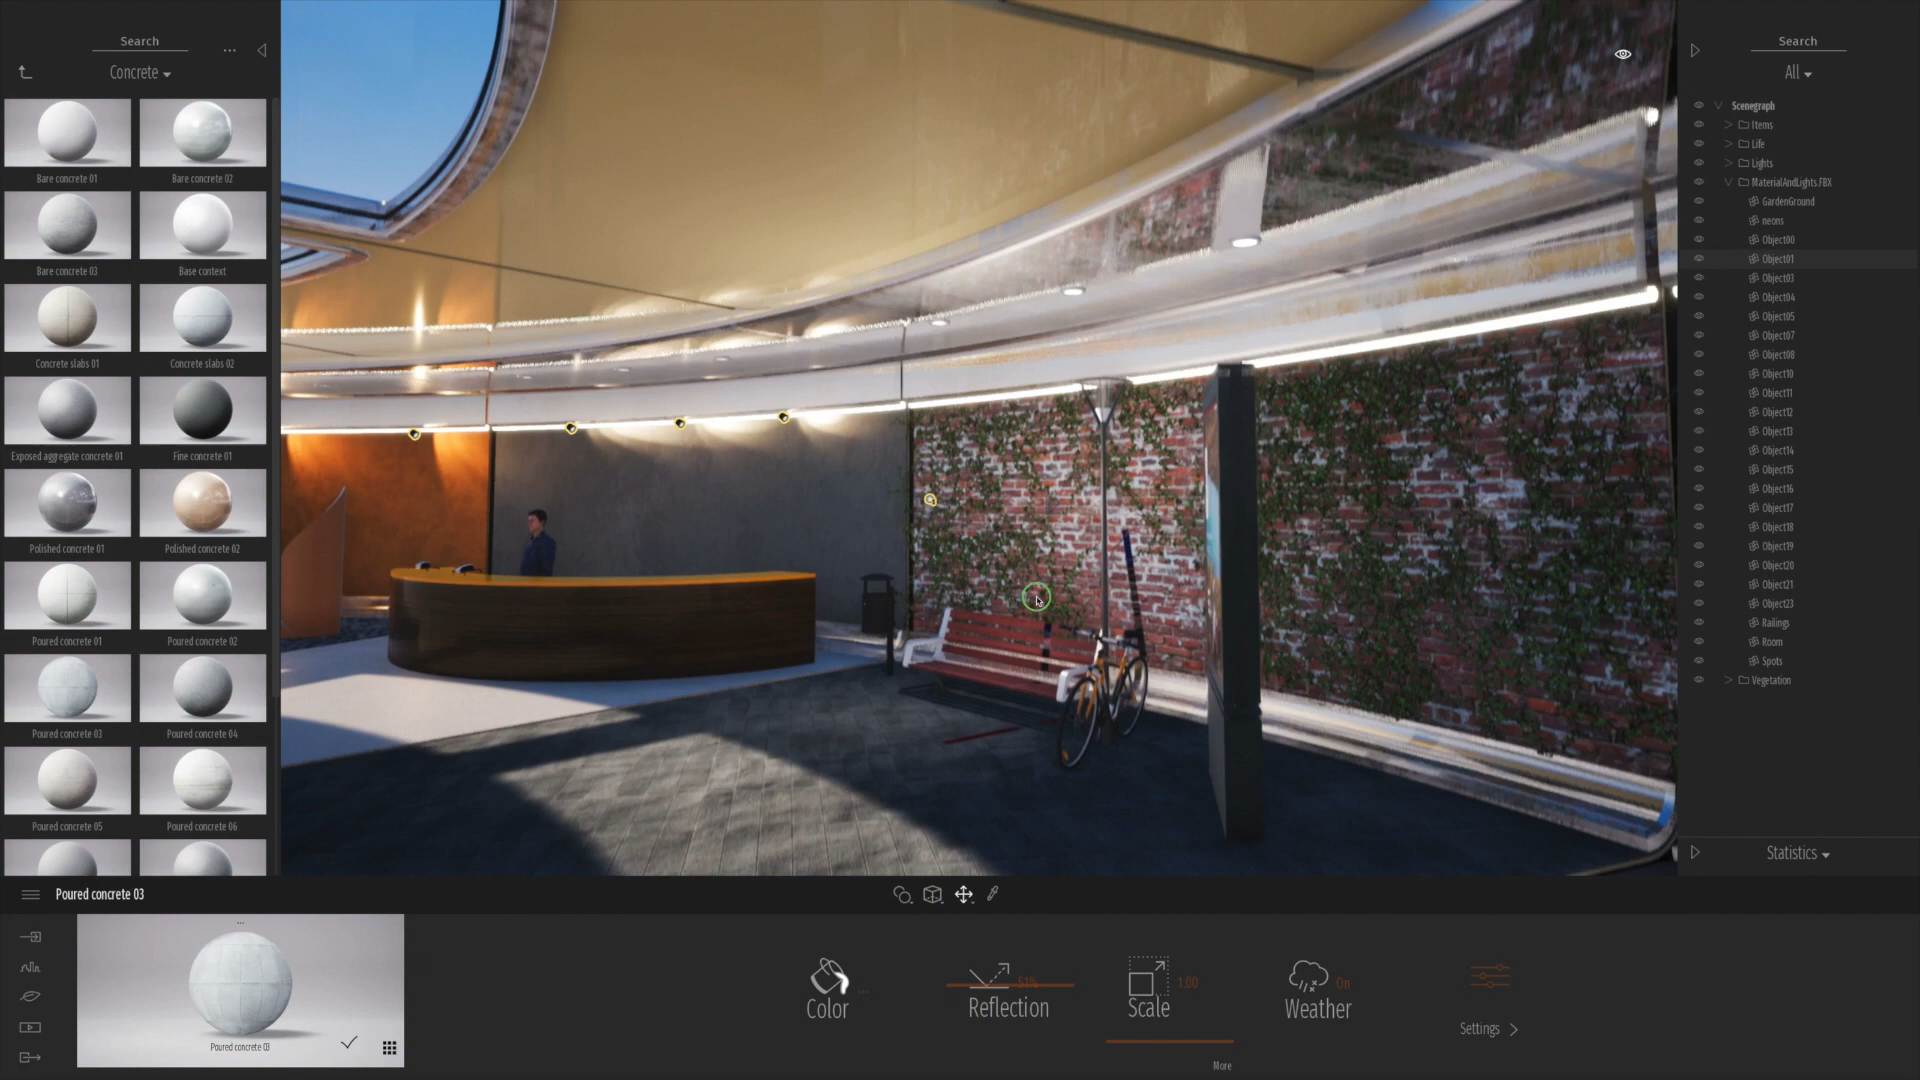 Search
Concrete
Bare concrete 01
Bare concrete 02
Bare concrete 03
Base context
Concrete slabs 01
Concrete slabs 02
Exposed aggregate concrete 01
Fine concrete 01
Polished concrete 01
Polished concrete 02
Poured concrete 01
Poured concrete 02
Poured concrete 03
Poured concrete 04
Poured concrete 05
Poured concrete 06
Search
All
Scenegraph
Items
Life
Lights
MaterialAndLights.FBX
GardenGround
neons
Object00
Object01
Object03
Object04
Object05
Object07
Object08
Object10
Object11
Object12
Object13
Object14
Object15
Object16
Object17
Object18
Object19
Object20
Object21
Object23
Railings
Room
Spots
Vegetation
Statistics
Poured concrete 03
Poured concrete 03
Color
51%
Reflection
1.00
Scale
On
Weather
Settings
More